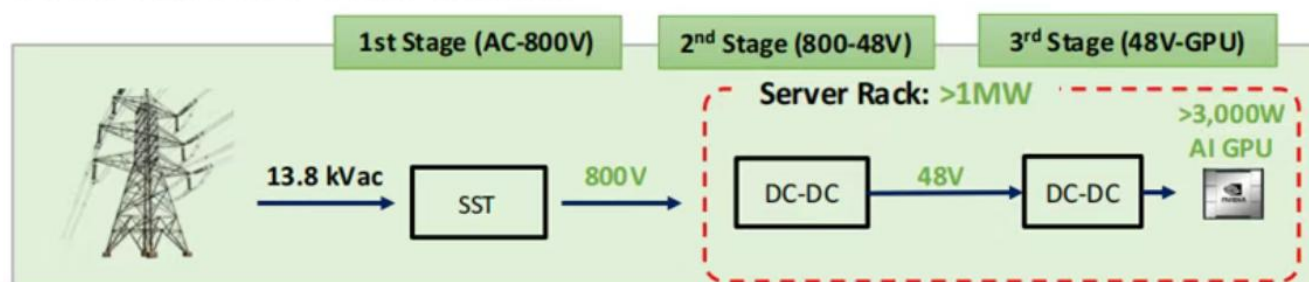 1st Stage (AC-800V)
2nd Stage (800-48V)
3rd Stage (48V-GPU)
Server Rack: >1MW
>3,000W
AI GPU
13.8 kVac
SST
800V
DC-DC
48V
DC-DC
NVIDIA